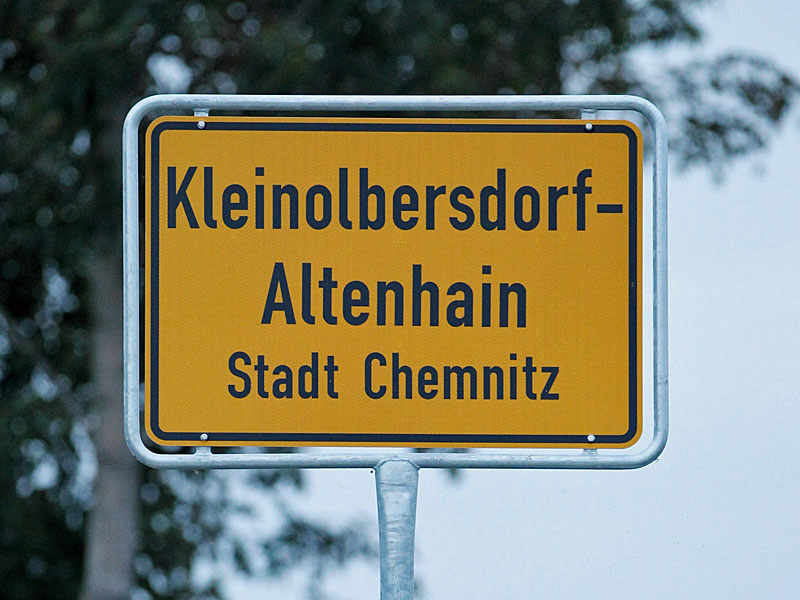 Kleinolbersdorf-
Altenhain
Stadt Chemnitz